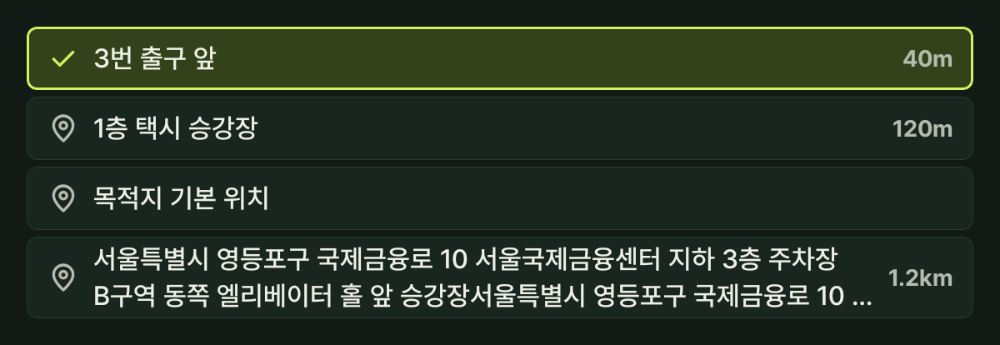 3번 출구 앞 40m
1층 택시 승강장 120m
목적지 기본 위치
서울특별시 영등포구 국제금융로 10 서울국제금융센터 지하 3층 주차장
B구역 동쪽 엘리베이터 홀 앞 승강장서울특별시 영등포구 국제금융로 10 ...
1.2km